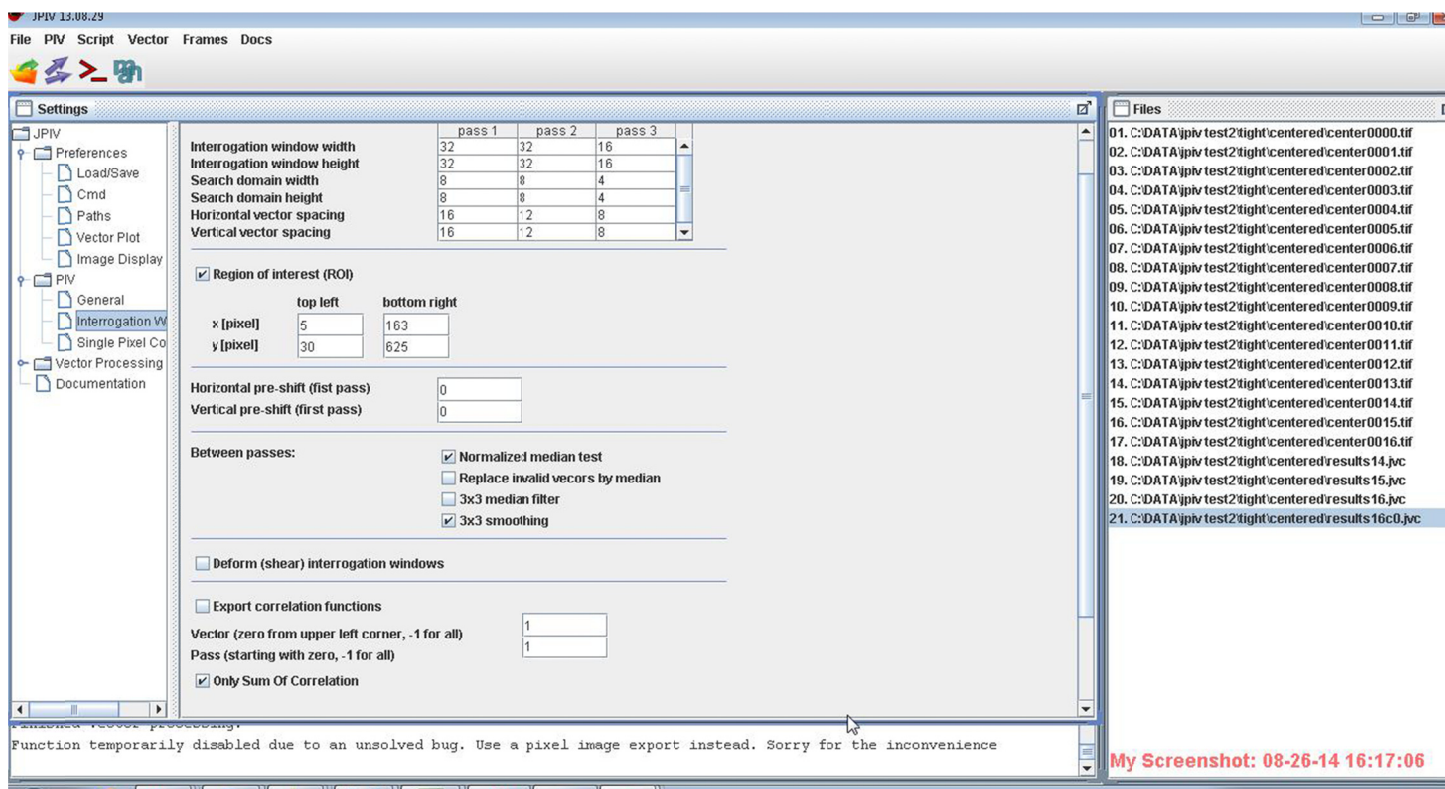 JPIV 13.08.29
File PIV Script Vector Frames Docs
Settings
JPIV
Preferences
Load/Save
Cmd
Paths
Vector Plot
Image Display
PIV
General
Interrogation W
Single Pixel Co
Vector Processing
Documentation
pass 1 pass 2 pass 3
Interrogation window width 32 32 16
Interrogation window height 32 32 16
Search domain width 8 8 4
Search domain height 8 8 4
Horizontal vector spacing 16 12 8
Vertical vector spacing 16 12 8
Region of interest (ROI)
top left bottom right
x [pixel] 5 163
y [pixel] 30 625
Horizontal pre-shift (fist pass) 0
Vertical pre-shift (first pass) 0
Between passes:
Normalized median test
Replace invalid vecors by median
3x3 median filter
3x3 smoothing
Deform (shear) interrogation windows
Export correlation functions
Vector (zero from upper left corner, -1 for all) 1
Pass (starting with zero, -1 for all) 1
Only Sum Of Correlation
Finished vector processing.
Function temporarily disabled due to an unsolved bug. Use a pixel image export instead. Sorry for the inconvenience
Files
01. C:\DATA\jpiv test2\tight\centered\center0000.tif
02. C:\DATA\jpiv test2\tight\centered\center0001.tif
03. C:\DATA\jpiv test2\tight\centered\center0002.tif
04. C:\DATA\jpiv test2\tight\centered\center0003.tif
05. C:\DATA\jpiv test2\tight\centered\center0004.tif
06. C:\DATA\jpiv test2\tight\centered\center0005.tif
07. C:\DATA\jpiv test2\tight\centered\center0006.tif
08. C:\DATA\jpiv test2\tight\centered\center0007.tif
09. C:\DATA\jpiv test2\tight\centered\center0008.tif
10. C:\DATA\jpiv test2\tight\centered\center0009.tif
11. C:\DATA\jpiv test2\tight\centered\center0010.tif
12. C:\DATA\jpiv test2\tight\centered\center0011.tif
13. C:\DATA\jpiv test2\tight\centered\center0012.tif
14. C:\DATA\jpiv test2\tight\centered\center0013.tif
15. C:\DATA\jpiv test2\tight\centered\center0014.tif
16. C:\DATA\jpiv test2\tight\centered\center0015.tif
17. C:\DATA\jpiv test2\tight\centered\center0016.tif
18. C:\DATA\jpiv test2\tight\centered\results14.jvc
19. C:\DATA\jpiv test2\tight\centered\results15.jvc
20. C:\DATA\jpiv test2\tight\centered\results16.jvc
21. C:\DATA\jpiv test2\tight\centered\results16c0.jvc
My Screenshot: 08-26-14 16:17:06